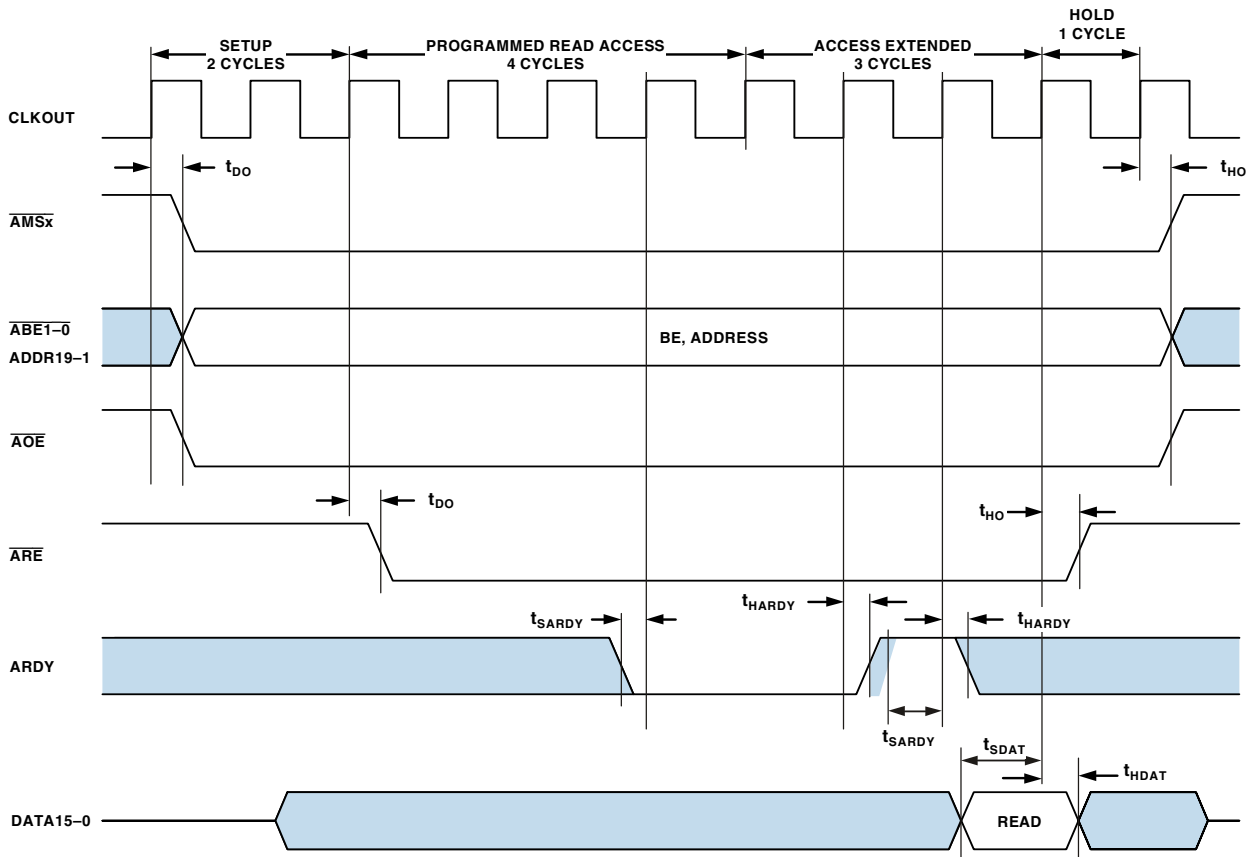 SETUP
2 CYCLES
PROGRAMMED READ ACCESS
4 CYCLES
ACCESS EXTENDED
3 CYCLES
HOLD
1 CYCLE
CLKOUT
tDO
tHO
AMSx
ABE1–0
ADDR19–1
BE, ADDRESS
AOE
tDO
tHO
ARE
tSARDY
tHARDY
tHARDY
ARDY
tSARDY
tSDAT
tHDAT
DATA15–0
READ